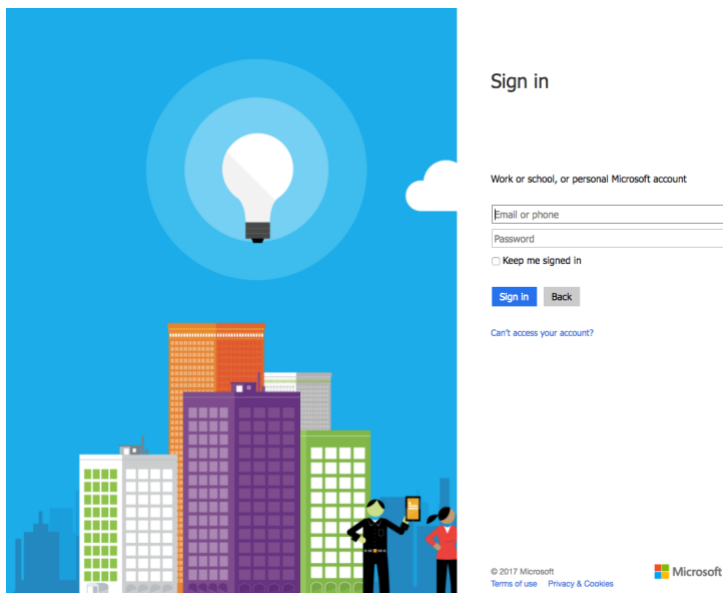 Sign in
Work or school, or personal Microsoft account
Email or phone
Password
Keep me signed in
Sign in Back
Can't access your account?
© 2017 Microsoft
Terms of use Privacy & Cookies
Microsoft